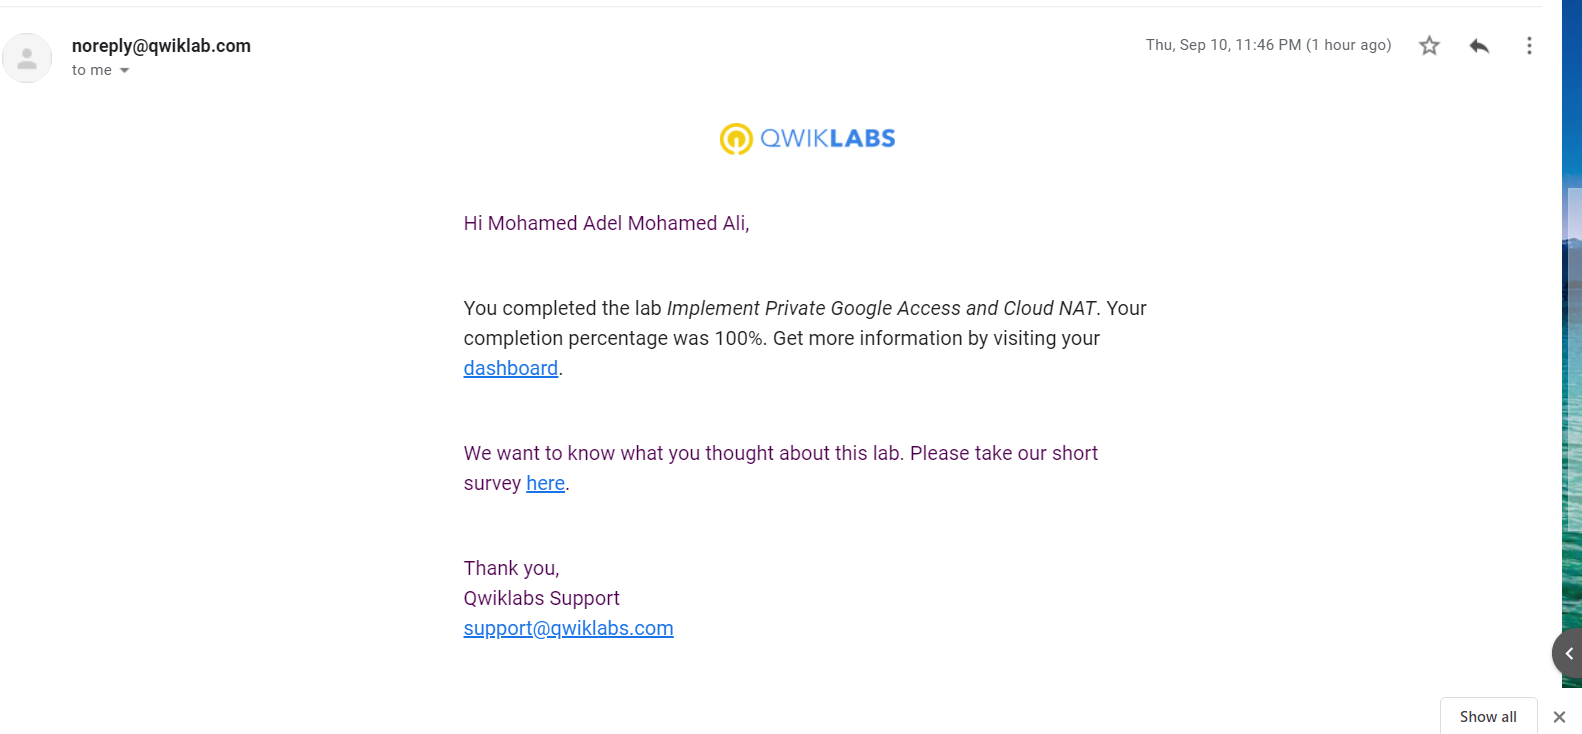 noreply@qwiklab.com
Thu, Sep 10, 11:46 PM (1 hour ago)
to me
QWIKLABS
Hi Mohamed Adel Mohamed Ali,
You completed the lab Implement Private Google Access and Cloud NAT. Your
completion percentage was 100%. Get more information by visiting your
dashboard.
We want to know what you thought about this lab. Please take our short
survey here.
Thank you,
Qwiklabs Support
support@qwiklabs.com
Show all